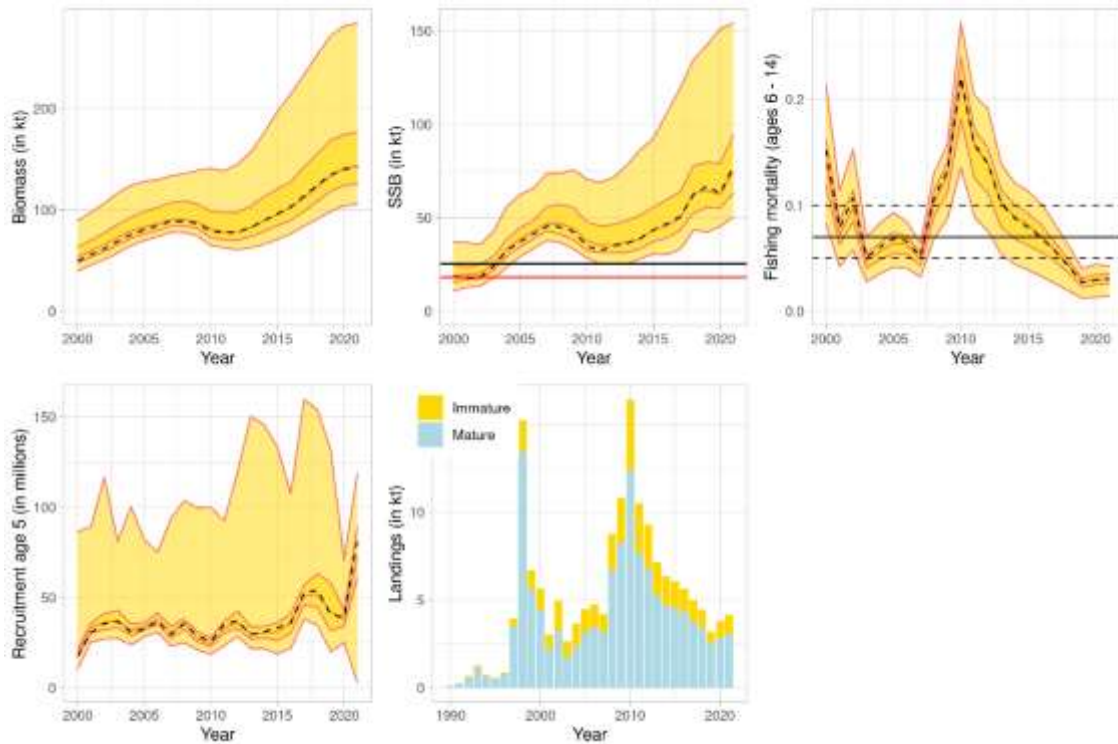 Biomass (in kt)
200
100
0
2000 2005 2010 2015 2020
Year
SSB (in kt)
150
100
50
0
2000 2005 2010 2015 2020
Year
Fishing mortality (ages 6 - 14)
0.2
0.1
0.0
2000 2005 2010 2015 2020
Year
Recruitment age 5 (in millions)
150
100
50
0
2000 2005 2010 2015 2020
Year
Immature
Mature
Landings (in kt)
10
5
0
1990 2000 2010 2020
Year